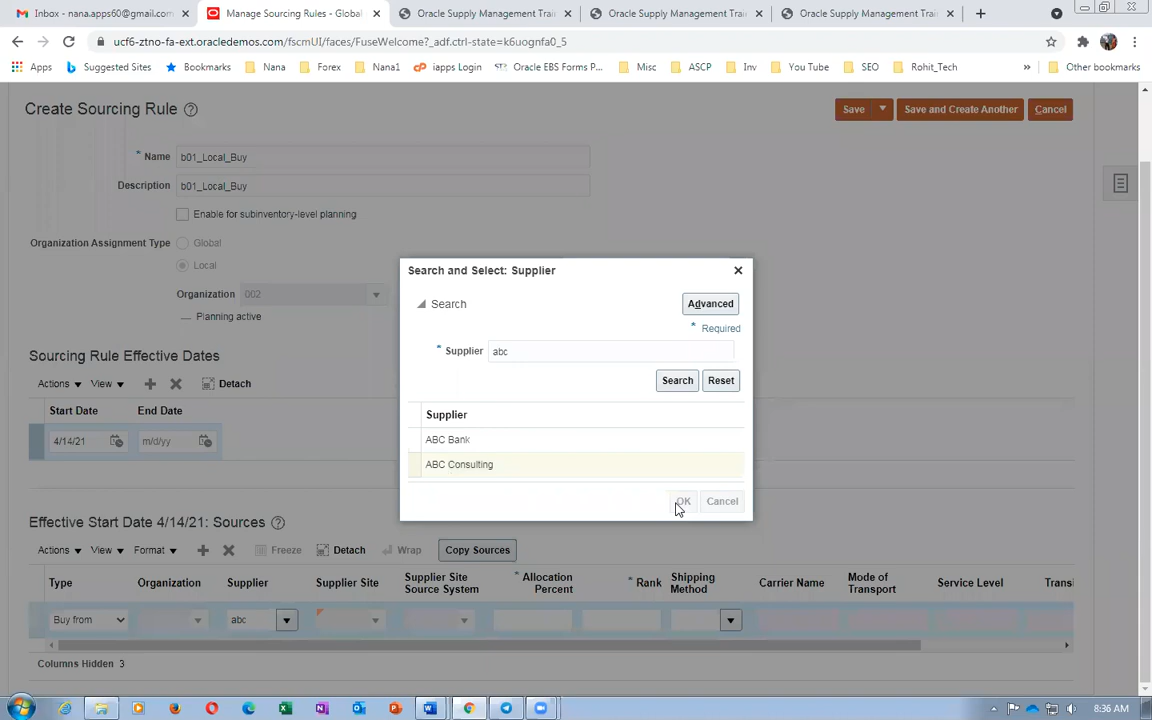 Inbox - nana.apps60@gmail.com
Manage Sourcing Rules - Global
Oracle Supply Management Trai
Oracle Supply Management Trai
Oracle Supply Management Trai
ucf6-ztno-fa-ext.oracledemos.com/fscmUI/faces/FuseWelcome?_adf.ctrl-state=k6uognfa0_5
Apps Suggested Sites Bookmarks Nana Forex Nana1 iapps Login Oracle EBS Forms P... Misc ASCP Inv You Tube SEO Rohit_Tech » Other bookmarks
Create Sourcing Rule ? Save Save and Create Another Cancel
* Name b01_Local_Buy
Description b01_Local_Buy
Enable for subinventory-level planning
Organization Assignment Type Global
Local
Organization 002
Planning active
Search and Select: Supplier
Search Advanced
* Required
* Supplier abc
Search Reset
Supplier
ABC Bank
ABC Consulting
OK Cancel
Sourcing Rule Effective Dates
Actions View Detach
Start Date End Date
4/14/21 m/d/yy
Effective Start Date 4/14/21: Sources ?
Actions View Format Freeze Detach Wrap Copy Sources
Type Organization Supplier Supplier Site Supplier Site Source System * Allocation Percent * Rank Shipping Method Carrier Name Mode of Transport Service Level Transi
Buy from abc
Columns Hidden 3
8:36 AM